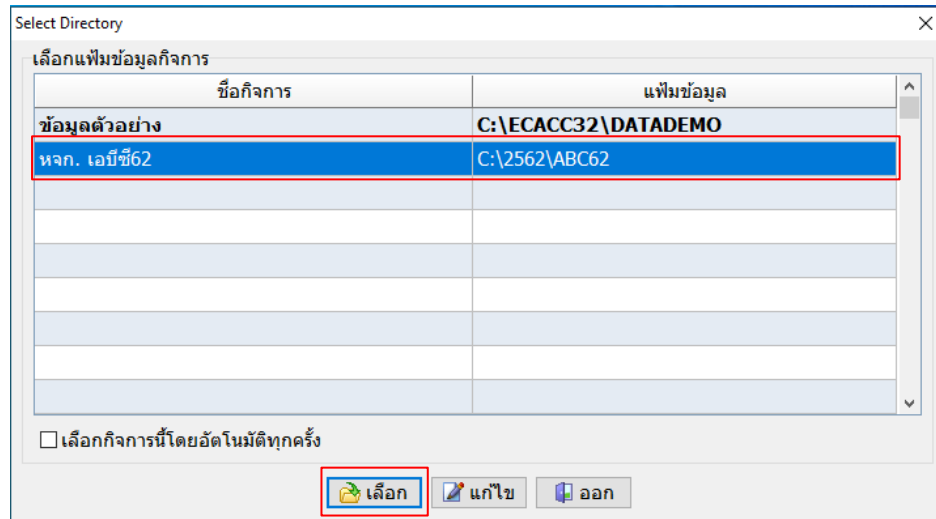 Select Directory
เลือกแฟ้มข้อมูลกิจการ
ชื่อกิจการ แฟ้มข้อมูล
ข้อมูลตัวอย่าง C:\ECACC32\DATADEMO
หจก. เอบีซี62 C:\2562\ABC62
เลือกกิจการนี้โดยอัตโนมัติทุกครั้ง
เลือก แก้ไข ออก